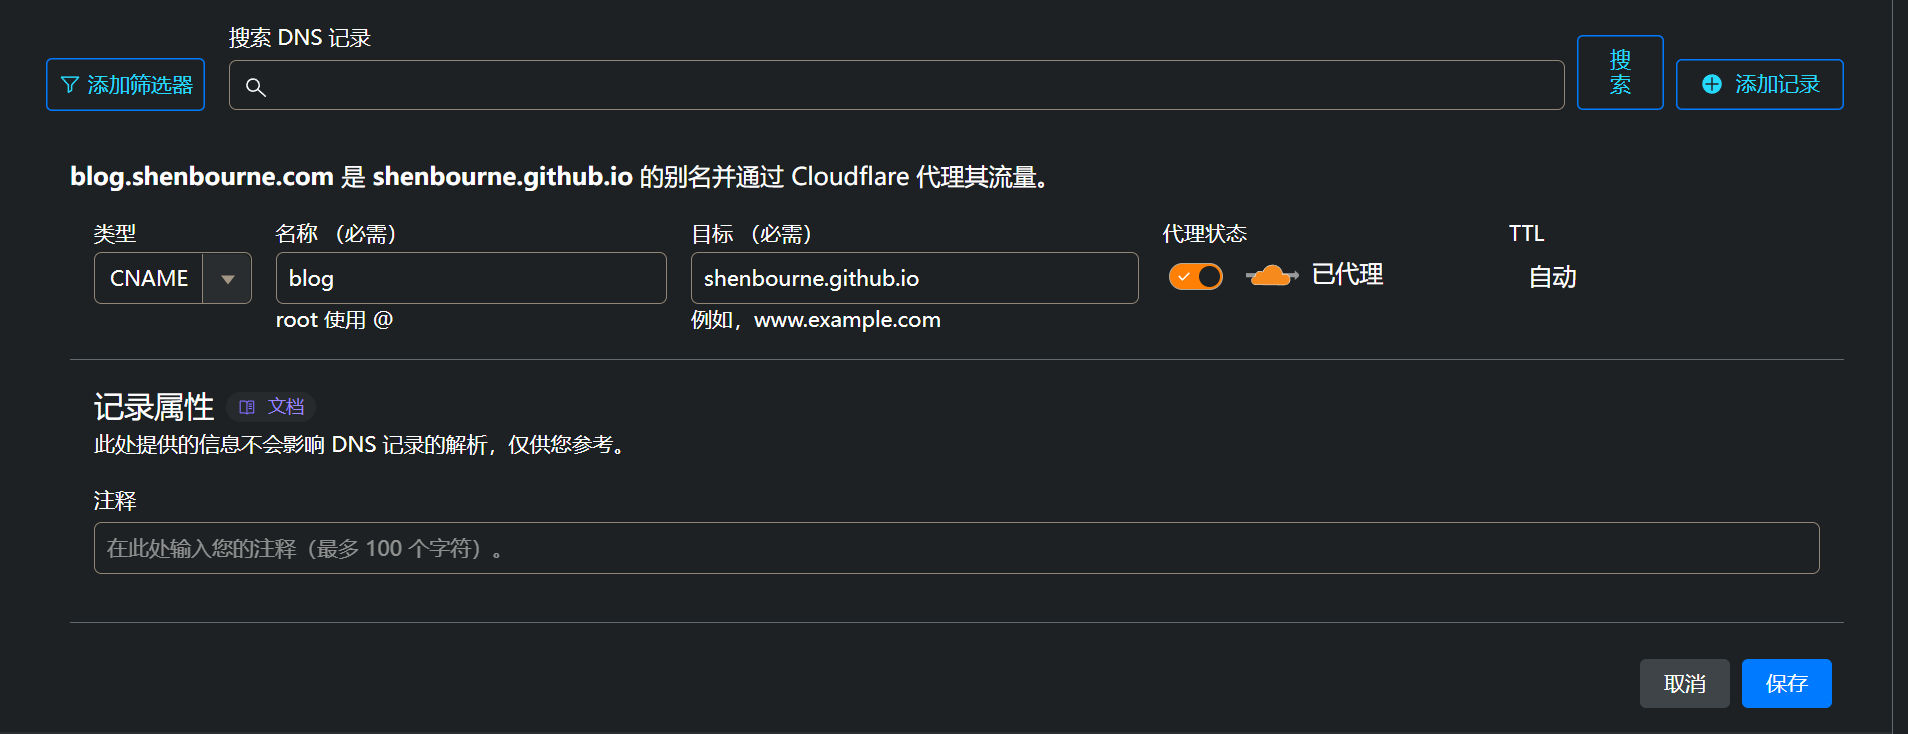 搜索 DNS 记录
添加筛选器
搜索
添加记录
blog.shenbourne.com 是 shenbourne.github.io 的别名并通过 Cloudflare 代理其流量。
类型
名称 （必需）
目标 （必需）
代理状态
TTL
CNAME
blog
shenbourne.github.io
已代理
自动
root 使用 @
例如，www.example.com
记录属性
文档
此处提供的信息不会影响 DNS 记录的解析，仅供您参考。
注释
在此处输入您的注释（最多 100 个字符）。
取消
保存